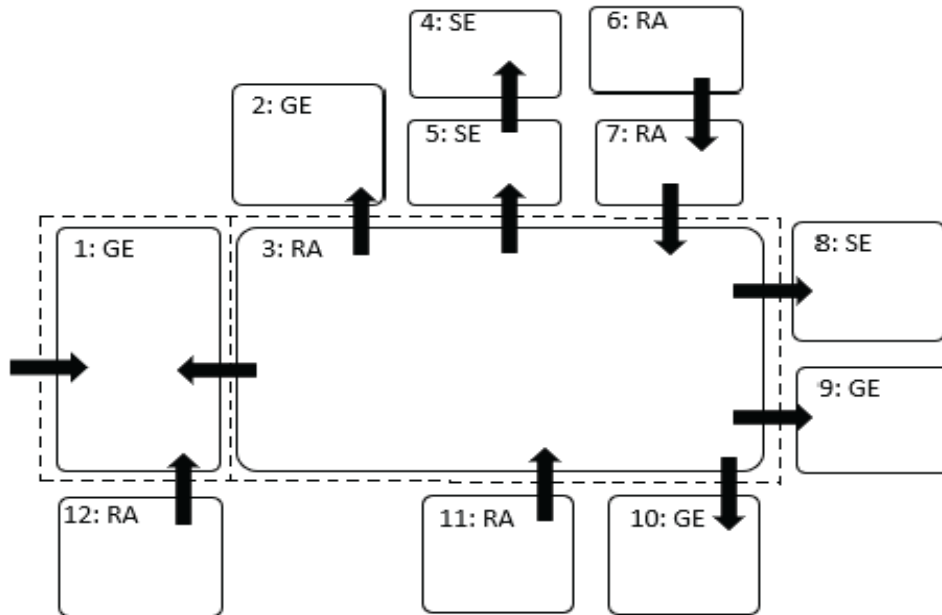 4: SE
6: RA
2: GE
5: SE
7: RA
1: GE
3: RA
8: SE
9: GE
12: RA
11: RA
10: GE